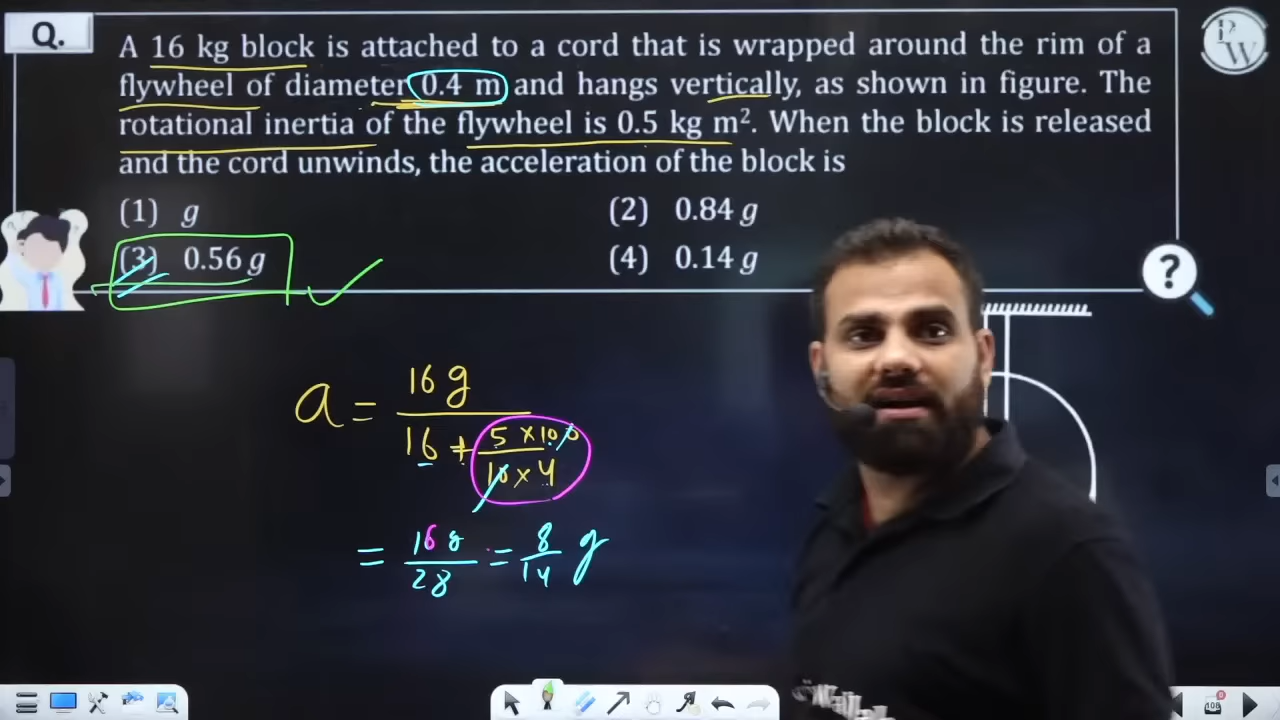 Q.
A 16 kg block is attached to a cord that is wrapped around the rim of a
flywheel of diameter 0.4 m and hangs vertically, as shown in figure. The
rotational inertia of the flywheel is 0.5 kg m². When the block is released
and the cord unwinds, the acceleration of the block is
(1) g (2) 0.84 g
(3) 0.56 g (4) 0.14 g
?
P
W
a = 16 g / 16 + 5 × 100 / 10 × 4
= 16 g / 28 = 8 / 14 g
Wallah